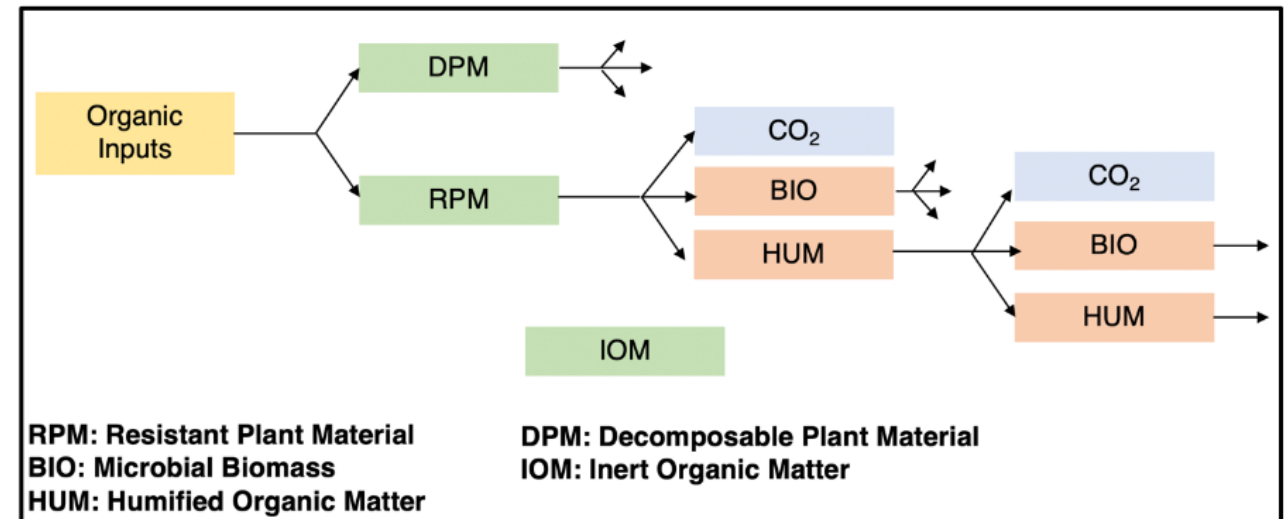 Organic
Inputs
DPM
RPM
CO₂
BIO
HUM
CO₂
BIO
HUM
IOM
RPM: Resistant Plant Material
BIO: Microbial Biomass
HUM: Humified Organic Matter
DPM: Decomposable Plant Material
IOM: Inert Organic Matter